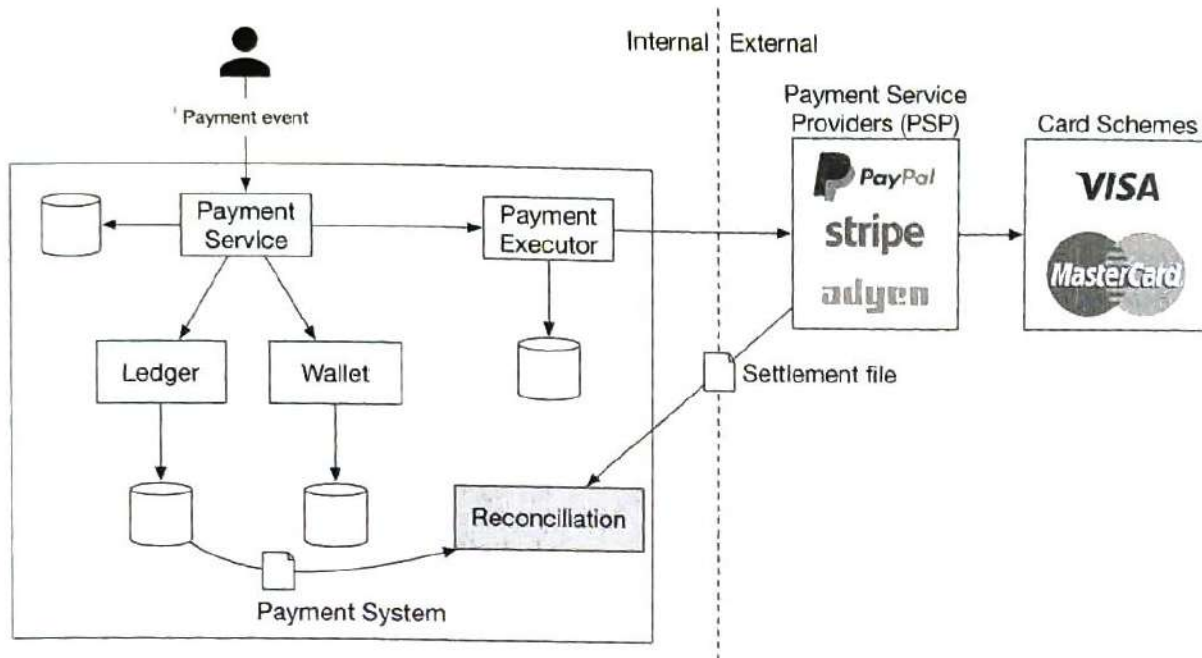 Internal
External
Payment event
Payment Service
Providers (PSP)
Card Schemes
PayPal
stripe
adyen
VISA
MasterCard
Payment
Service
Payment
Executor
Ledger
Wallet
Settlement file
Reconcillation
Payment System